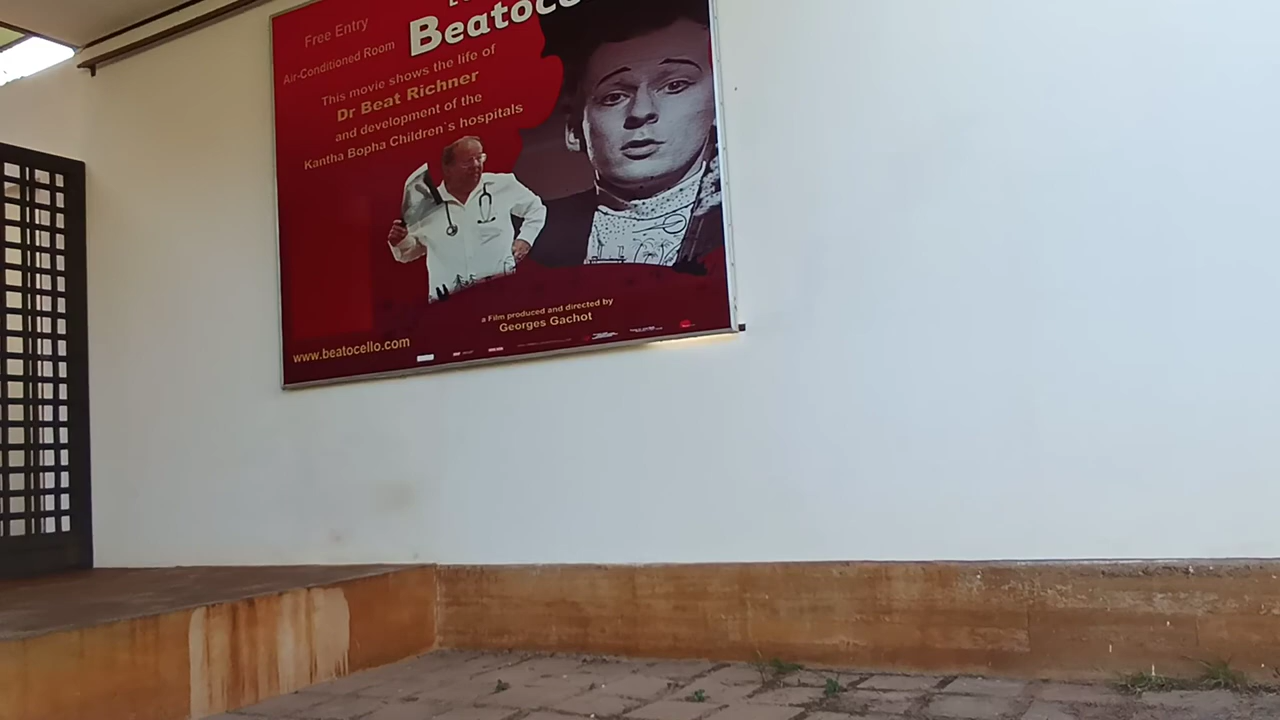 Free Entry
Air-Conditioned Room
This movie shows the life of
Dr Beat Richner
and development of the
Kantha Bopha Children`s hospitals
a Film produced and directed by
Georges Gachot
www.beatocello.com